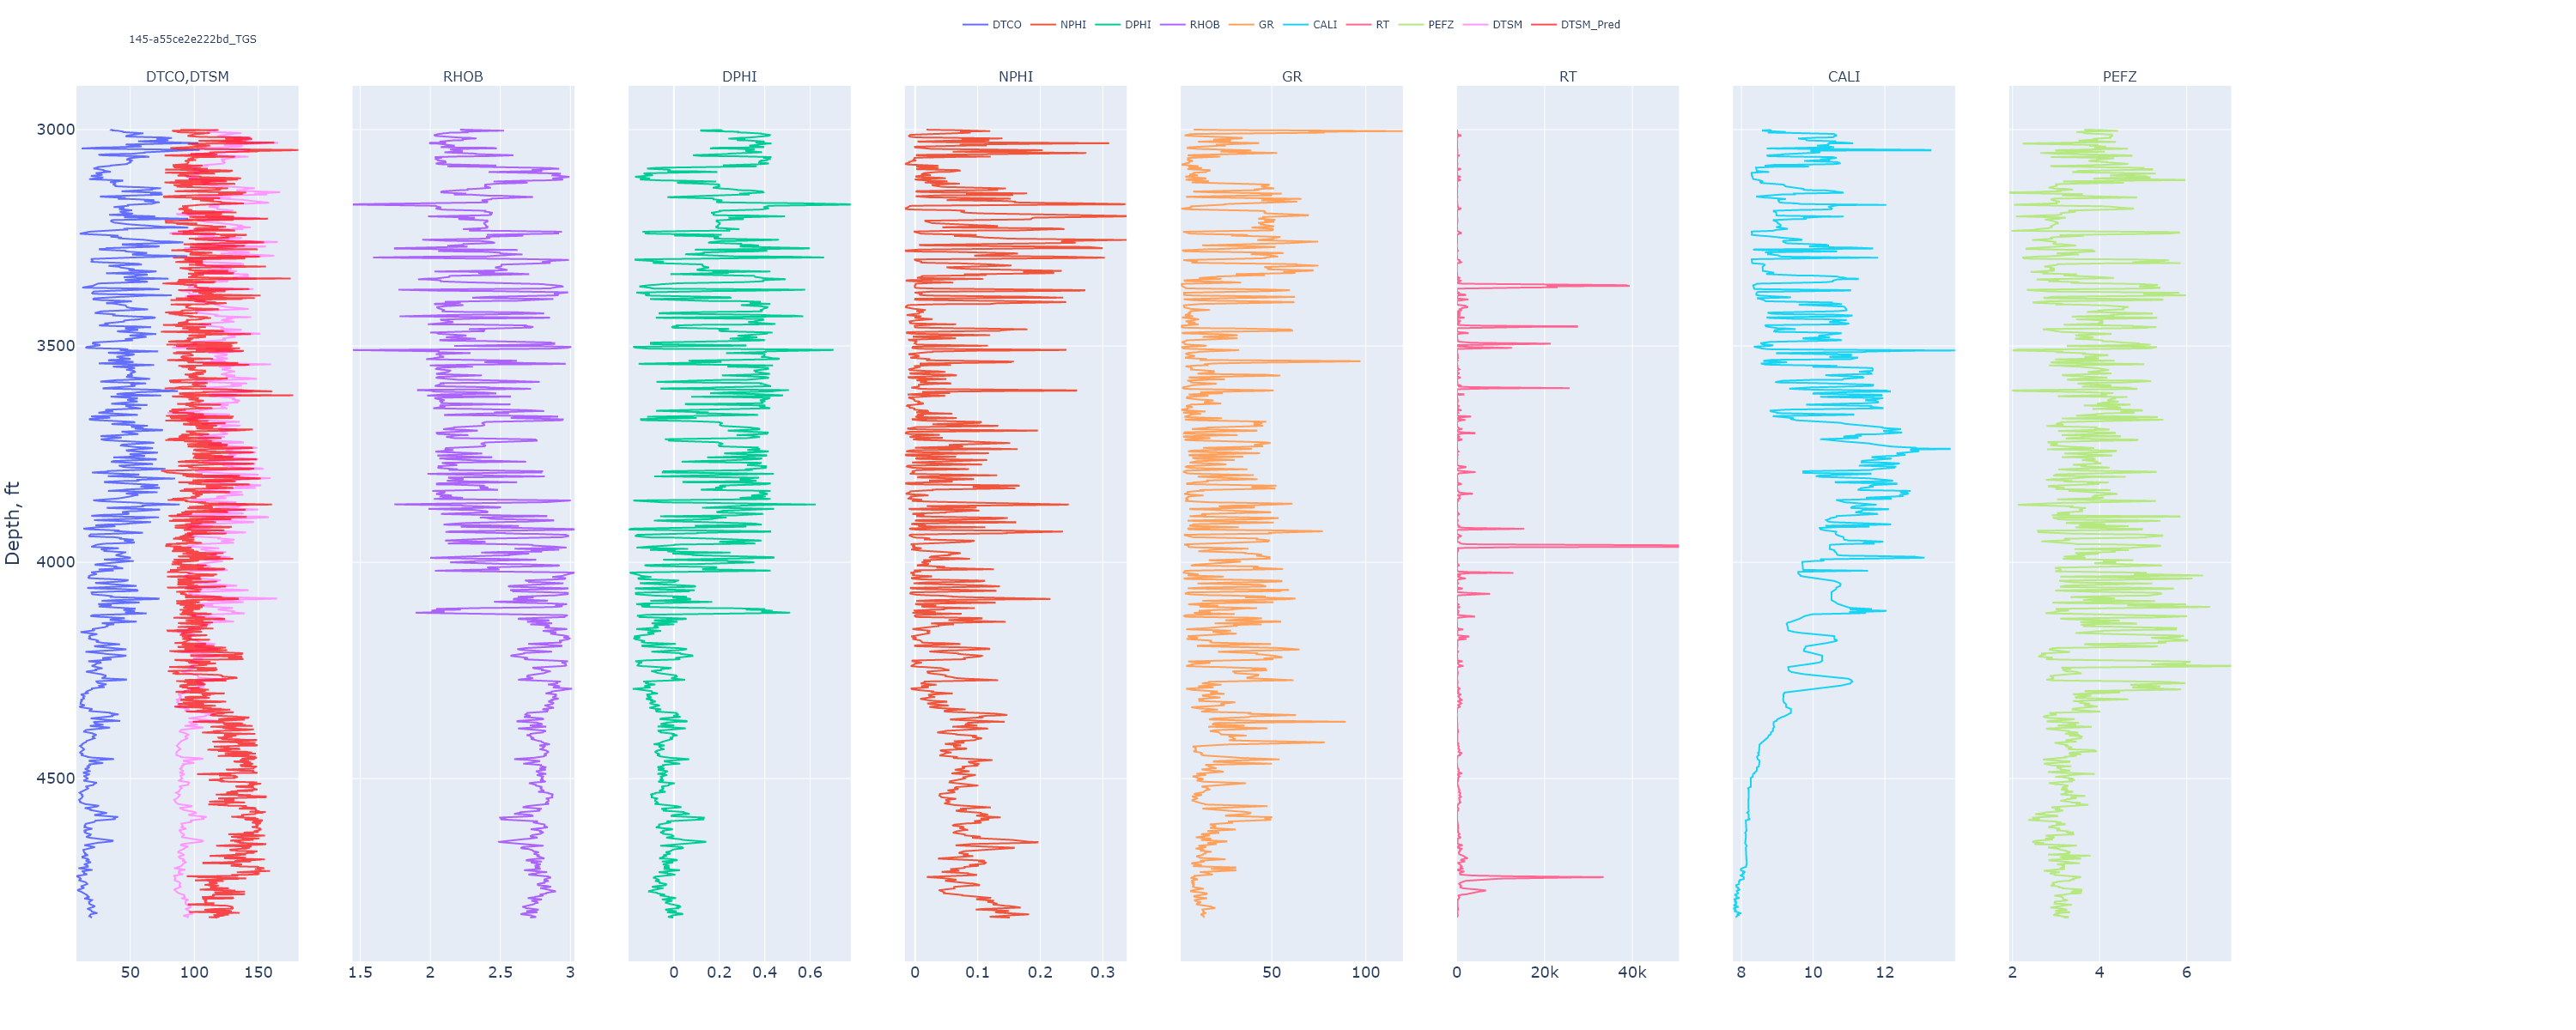 DTCO NPHI DPHI RHOB GR CALI RT PEFZ DTSM DTSM_Pred
145-a55ce2e222bd_TGS
DTCO,DTSM RHOB DPHI NPHI GR RT CALI PEFZ
3000
3500
4000
4500
Depth, ft
50 100 150 1.5 2 2.5 3 0 0.2 0.4 0.6 0 0.1 0.2 0.3 50 100 0 20k 40k 8 10 12 2 4 6